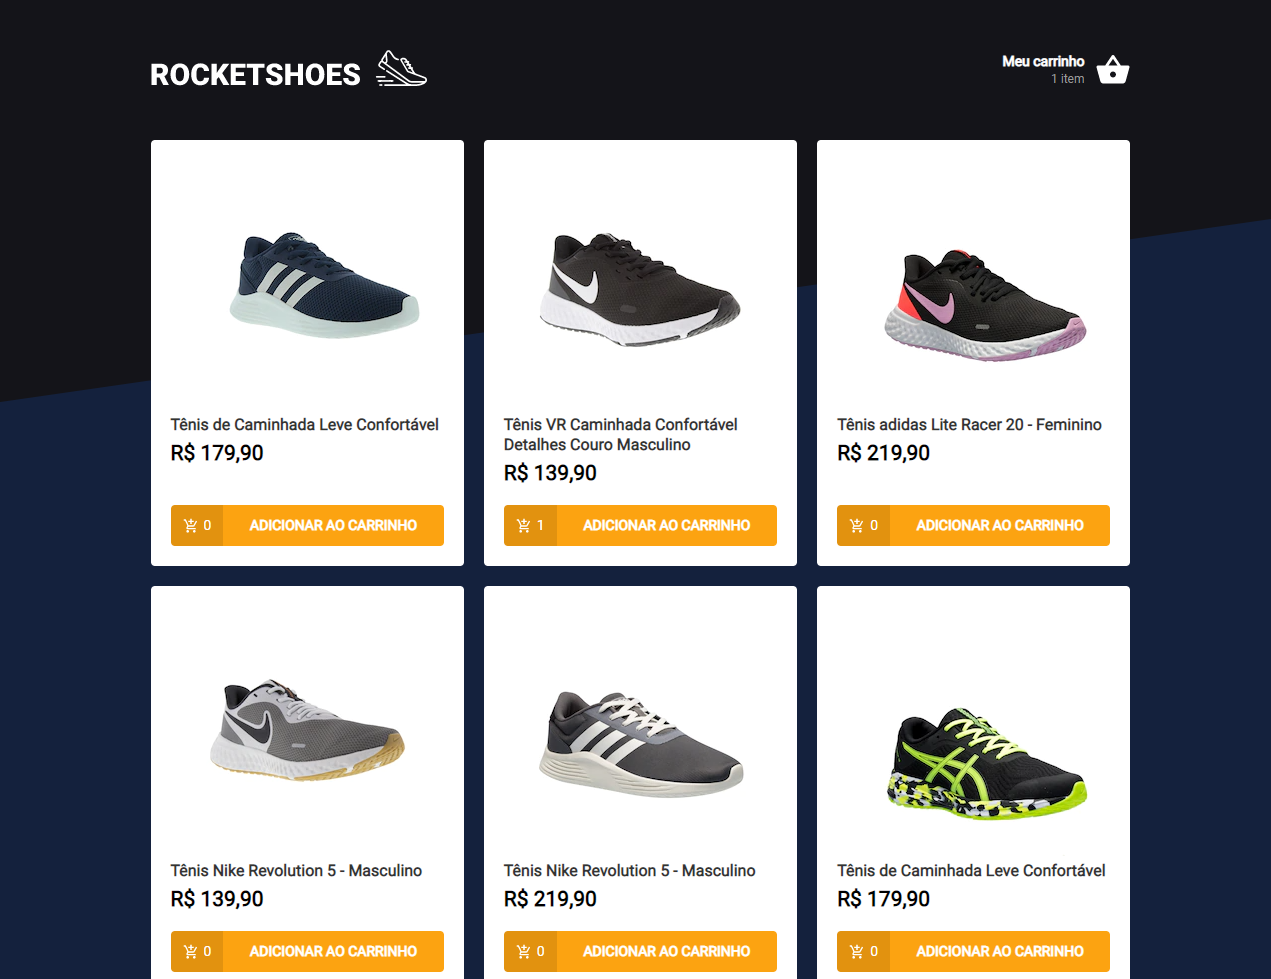 ROCKETSHOES
Meu carrinho
1 item
Tênis de Caminhada Leve Confortável
R$ 179,90
0 ADICIONAR AO CARRINHO
Tênis VR Caminhada Confortável
Detalhes Couro Masculino
R$ 139,90
1 ADICIONAR AO CARRINHO
Tênis adidas Lite Racer 20 - Feminino
R$ 219,90
0 ADICIONAR AO CARRINHO
Tênis Nike Revolution 5 - Masculino
R$ 139,90
0 ADICIONAR AO CARRINHO
Tênis Nike Revolution 5 - Masculino
R$ 219,90
0 ADICIONAR AO CARRINHO
Tênis de Caminhada Leve Confortável
R$ 179,90
0 ADICIONAR AO CARRINHO